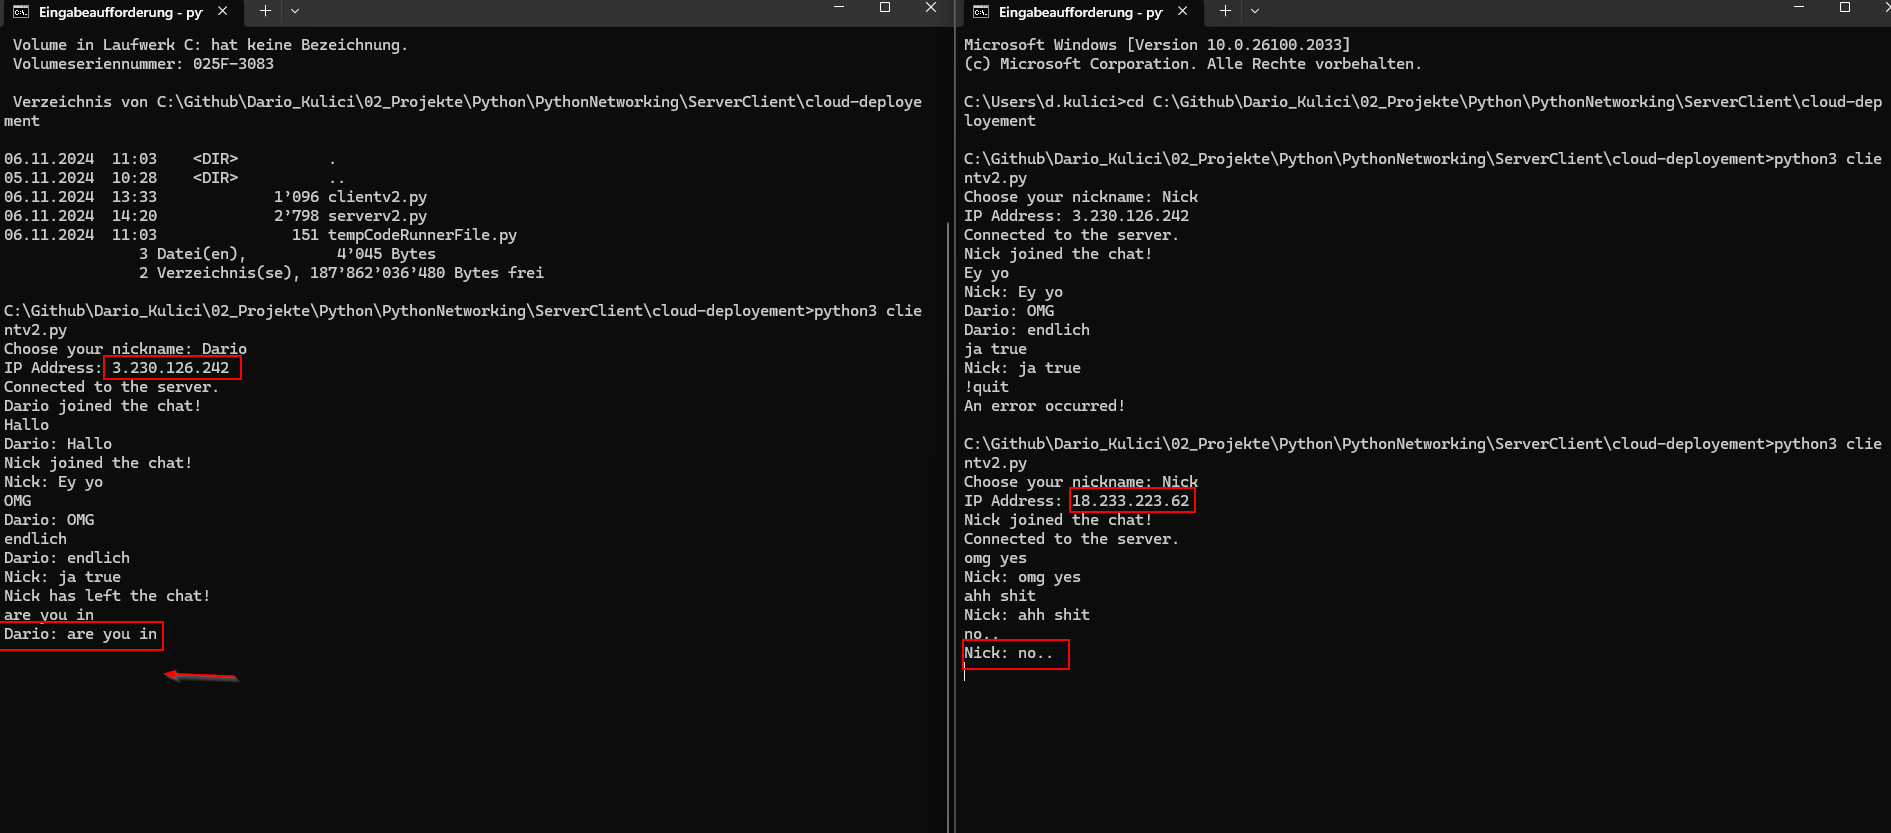 Eingabeaufforderung - py
Volume in Laufwerk C: hat keine Bezeichnung.
Volumeseriennummer: 025F-3083
Verzeichnis von C:\Github\Dario_Kulici\02_Projekte\Python\PythonNetworking\ServerClient\cloud-deploye
ment
06.11.2024  11:03    <DIR>          .
05.11.2024  10:28    <DIR>          ..
06.11.2024  13:33             1’096 clientv2.py
06.11.2024  14:20             2’798 serverv2.py
06.11.2024  11:03               151 tempCodeRunnerFile.py
3 Datei(en),          4’045 Bytes
2 Verzeichnis(se), 187’862’036’480 Bytes frei
C:\Github\Dario_Kulici\02_Projekte\Python\PythonNetworking\ServerClient\cloud-deployement>python3 clie
ntv2.py
Choose your nickname: Dario
IP Address: 3.230.126.242
Connected to the server.
Dario joined the chat!
Hallo
Dario: Hallo
Nick joined the chat!
Nick: Ey yo
OMG
Dario: OMG
endlich
Dario: endlich
Nick: ja true
Nick has left the chat!
are you in
Dario: are you in
Eingabeaufforderung - py
Microsoft Windows [Version 10.0.26100.2033]
(c) Microsoft Corporation. Alle Rechte vorbehalten.
C:\Users\d.kulici>cd C:\Github\Dario_Kulici\02_Projekte\Python\PythonNetworking\ServerClient\cloud-dep
loyement
C:\Github\Dario_Kulici\02_Projekte\Python\PythonNetworking\ServerClient\cloud-deployement>python3 clie
ntv2.py
Choose your nickname: Nick
IP Address: 3.230.126.242
Connected to the server.
Nick joined the chat!
Ey yo
Nick: Ey yo
Dario: OMG
Dario: endlich
ja true
Nick: ja true
!quit
An error occurred!
C:\Github\Dario_Kulici\02_Projekte\Python\PythonNetworking\ServerClient\cloud-deployement>python3 clie
ntv2.py
Choose your nickname: Nick
IP Address: 18.233.223.62
Nick joined the chat!
Connected to the server.
omg yes
Nick: omg yes
ahh shit
Nick: ahh shit
no..
Nick: no..